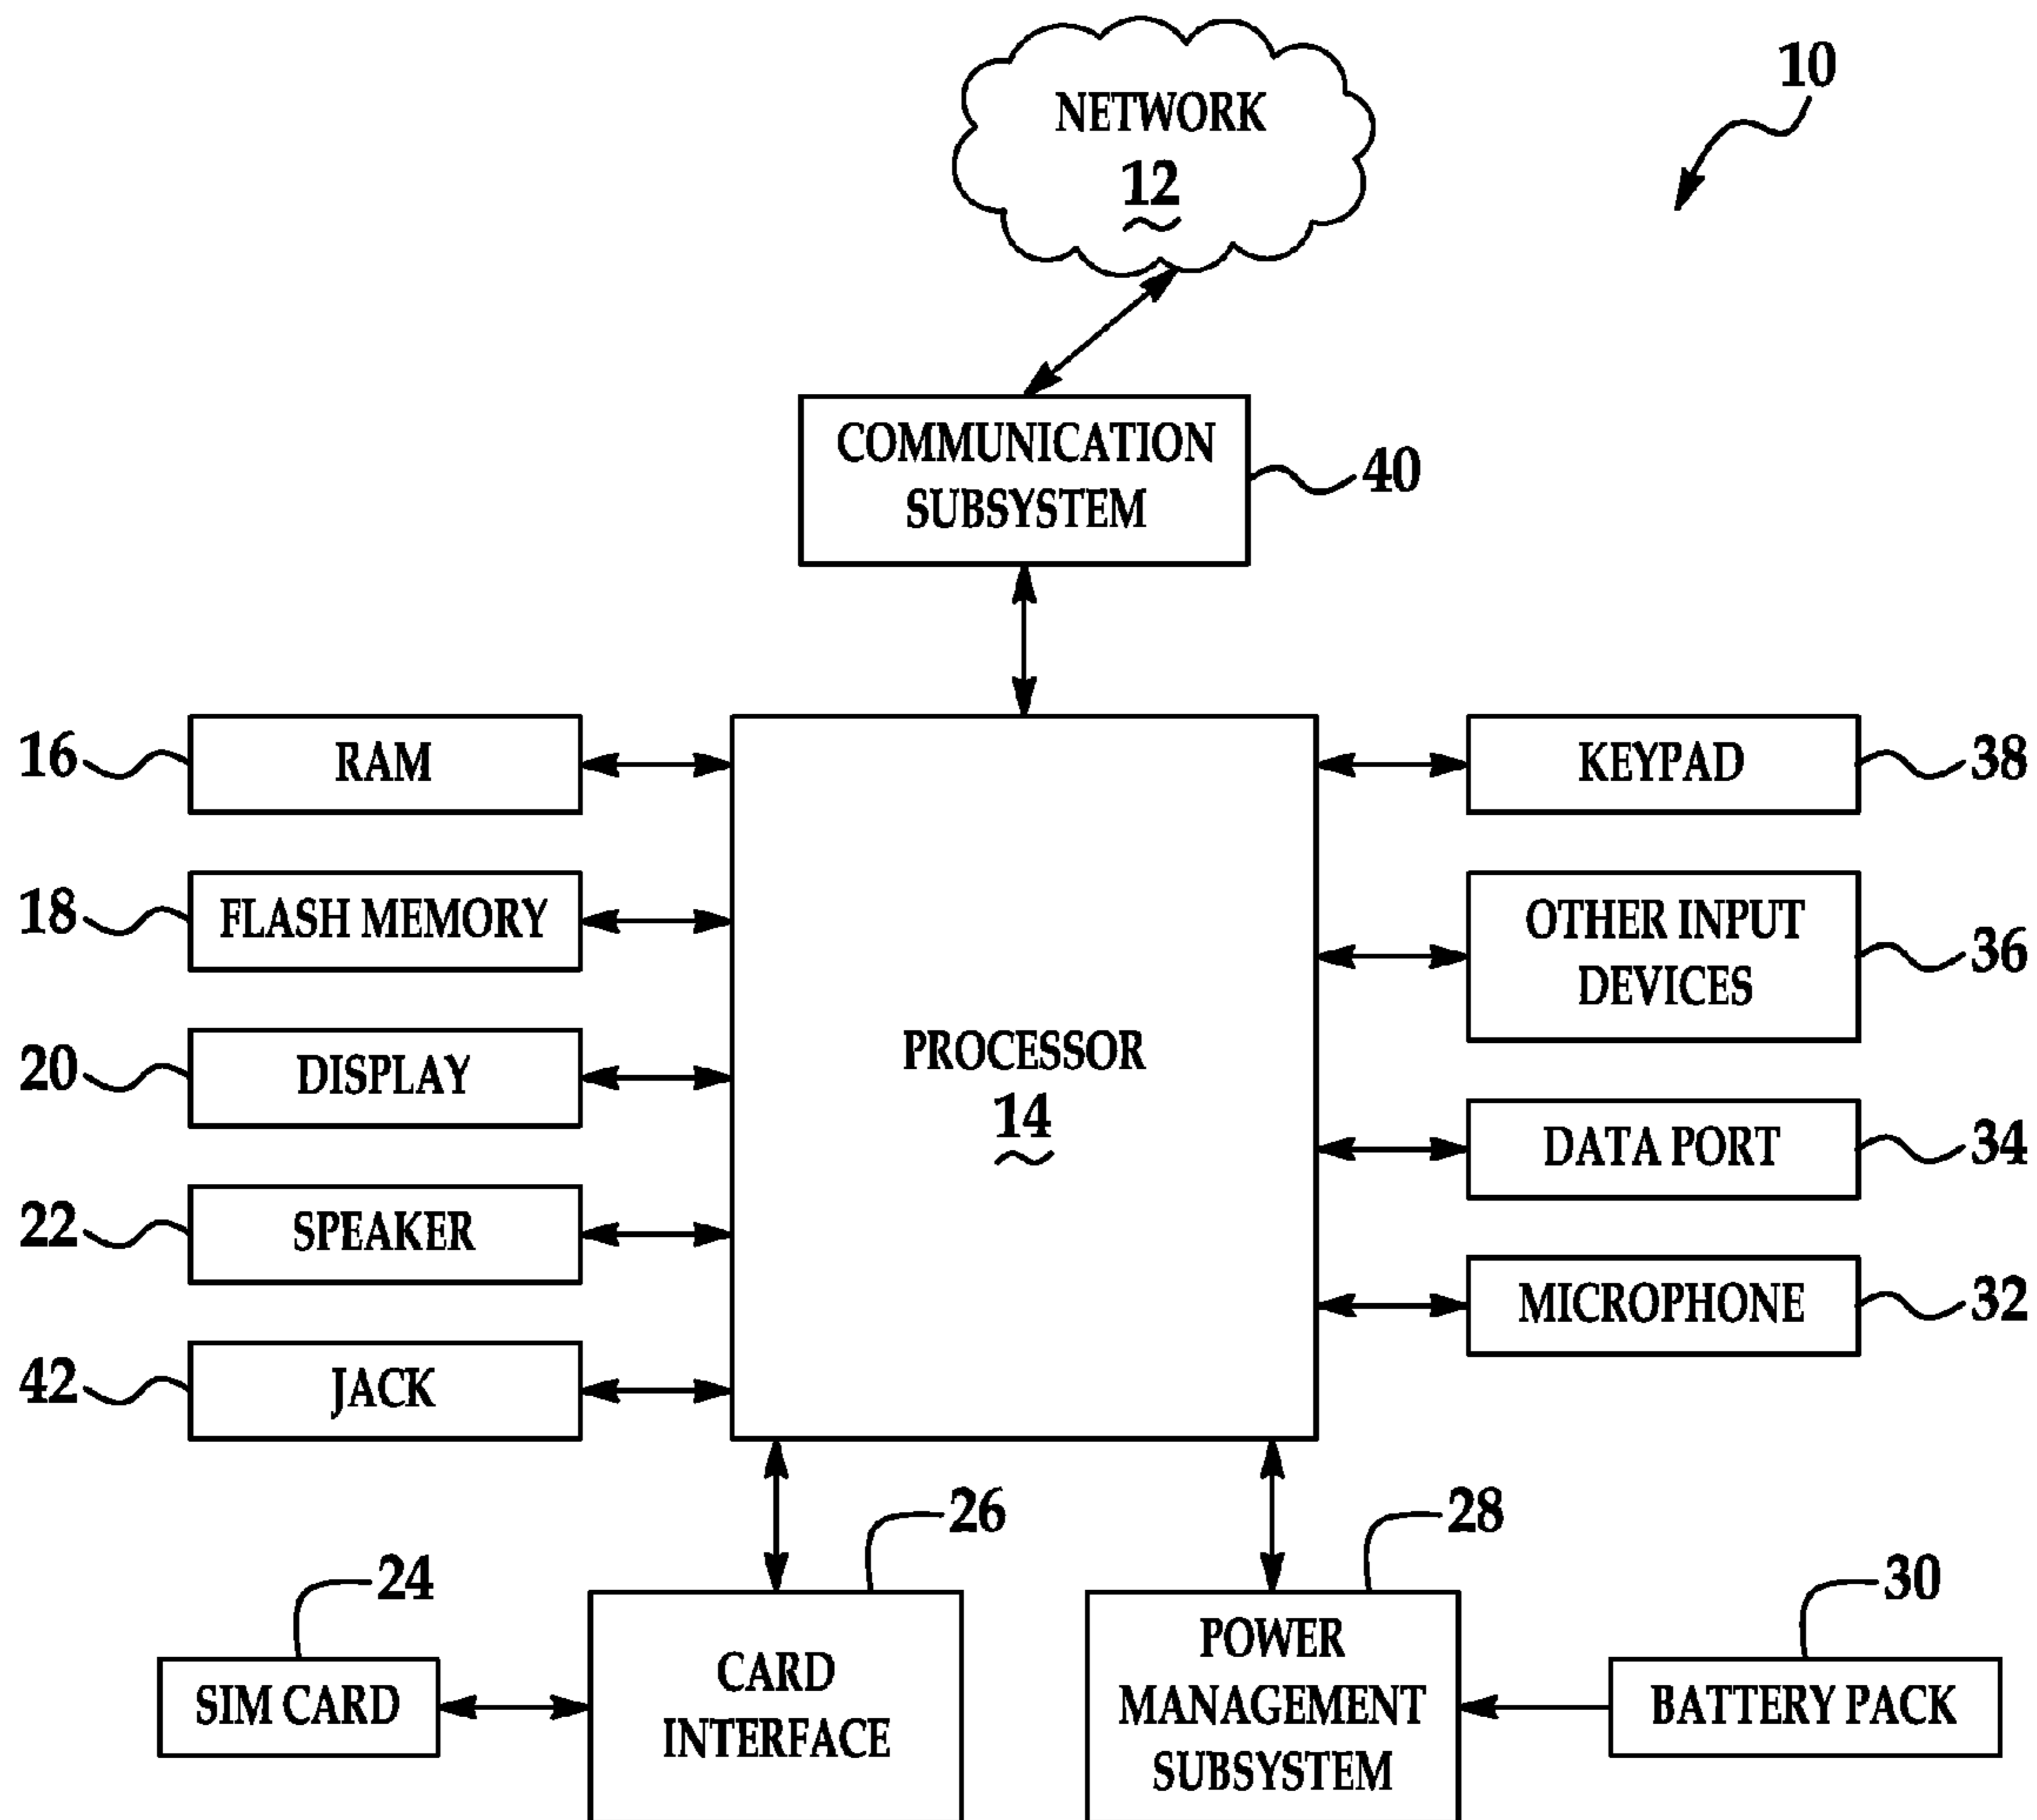 10
NETWORK
12
COMMUNICATION
SUBSYSTEM
40
16
RAM
KEYPAD
38
18
FLASH MEMORY
OTHER INPUT
DEVICES
36
20
DISPLAY
PROCESSOR
14
DATA PORT
34
22
SPEAKER
MICROPHONE
32
42
JACK
26
28
24
30
SIM CARD
CARD
INTERFACE
POWER
MANAGEMENT
SUBSYSTEM
BATTERY PACK